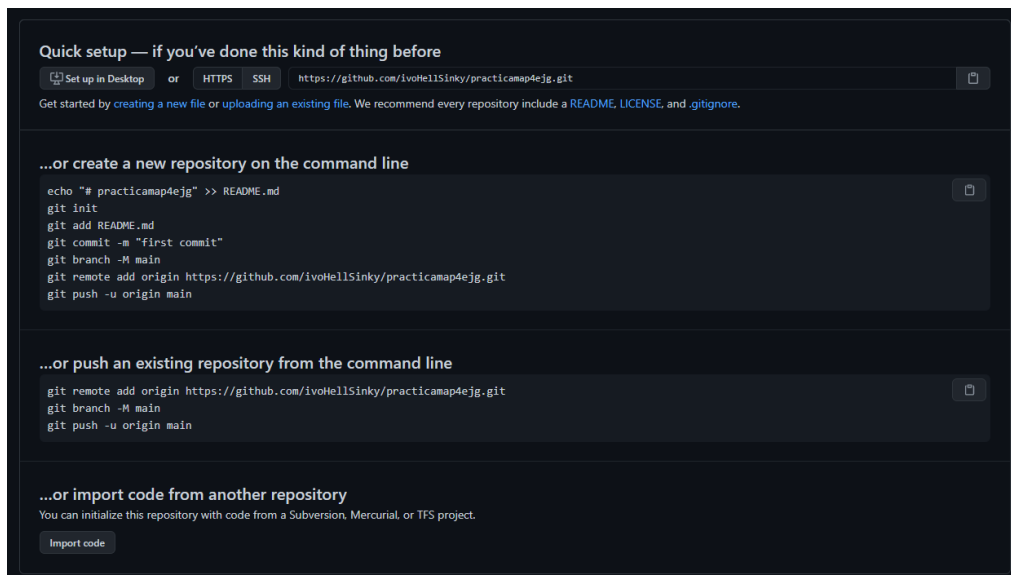 Quick setup — if you've done this kind of thing before
Set up in Desktop or HTTPS SSH https://github.com/ivoHellSinky/practicamap4ejg.git
Get started by creating a new file or uploading an existing file. We recommend every repository include a README, LICENSE, and .gitignore.
...or create a new repository on the command line
echo "# practicamap4ejg" >> README.md
git init
git add README.md
git commit -m "first commit"
git branch -M main
git remote add origin https://github.com/ivoHellSinky/practicamap4ejg.git
git push -u origin main
...or push an existing repository from the command line
git remote add origin https://github.com/ivoHellSinky/practicamap4ejg.git
git branch -M main
git push -u origin main
...or import code from another repository
You can initialize this repository with code from a Subversion, Mercurial, or TFS project.
Import code